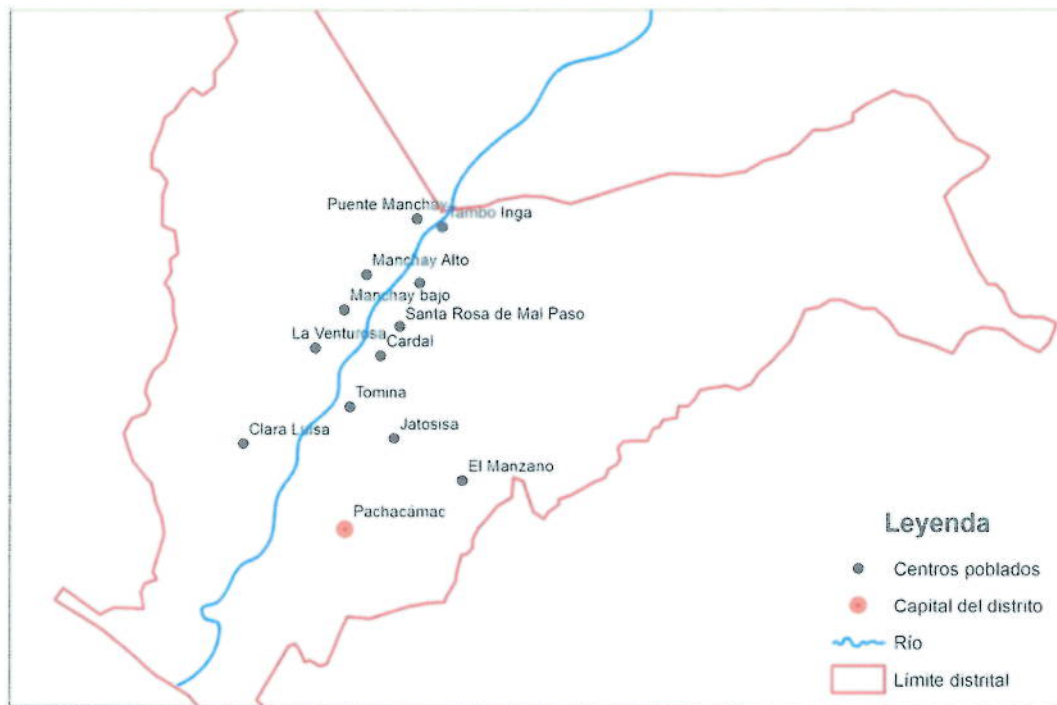 Puente Manchay
Tambo Inga
Manchay Alto
Manchay bajo
Santa Rosa de Mal Paso
La Venturosa
Cardal
Tomina
Clara Luisa
Jatosisa
El Manzano
Pachacámac
Leyenda
Centros poblados
Capital del distrito
Río
Límite distrital